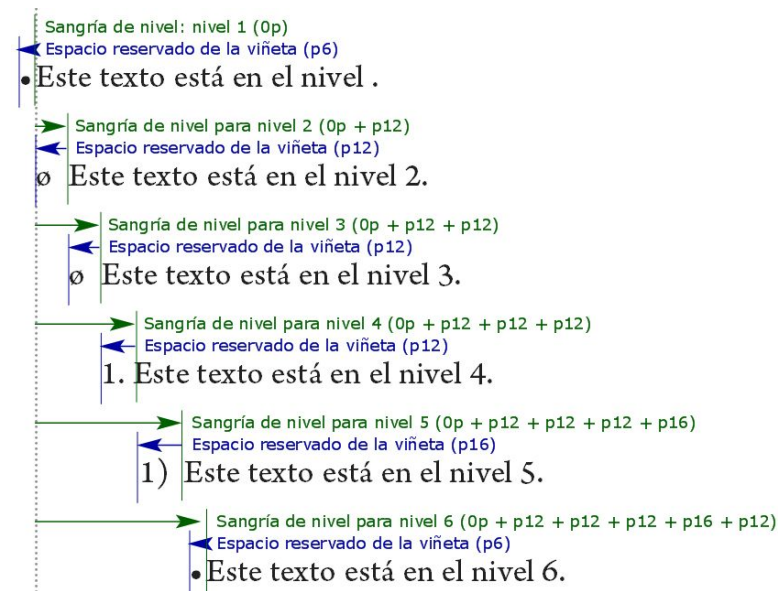 Sangría de nivel: nivel 1 (0p)
Espacio reservado de la viñeta (p6)
•Este texto está en el nivel .
Sangría de nivel para nivel 2 (0p + p12)
Espacio reservado de la viñeta (p12)
ø Este texto está en el nivel 2.
Sangría de nivel para nivel 3 (0p + p12 + p12)
Espacio reservado de la viñeta (p12)
ø Este texto está en el nivel 3.
Sangría de nivel para nivel 4 (0p + p12 + p12 + p12)
Espacio reservado de la viñeta (p12)
1. Este texto está en el nivel 4.
Sangría de nivel para nivel 5 (0p + p12 + p12 + p12 + p16)
Espacio reservado de la viñeta (p16)
1) Este texto está en el nivel 5.
Sangría de nivel para nivel 6 (0p + p12 + p12 + p12 + p16 + p12)
Espacio reservado de la viñeta (p6)
•Este texto está en el nivel 6.